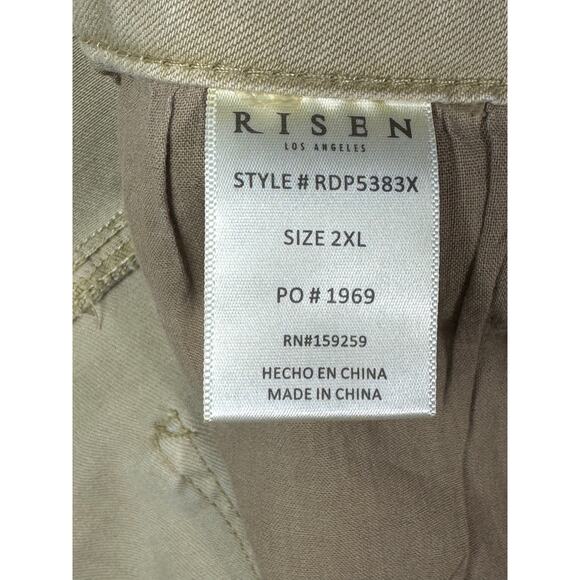 RISEN
LOS ANGELES
STYLE # RDP5383X
SIZE 2XL
PO # 1969
RN#159259
HECHO EN CHINA
MADE IN CHINA